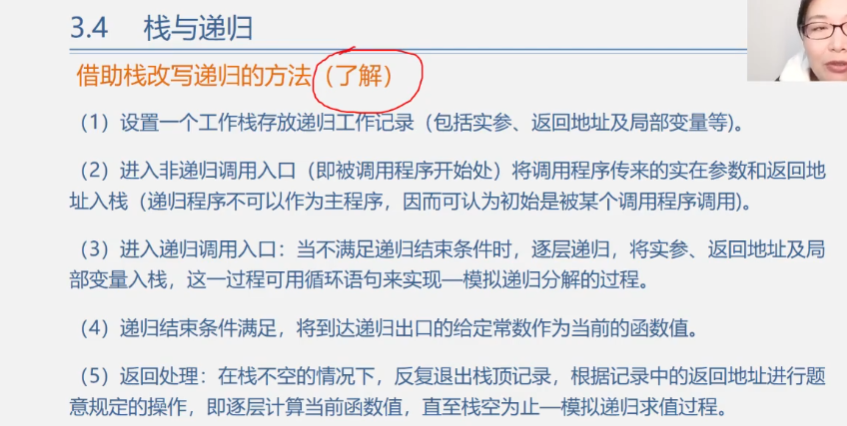 3.4 栈与递归
借助栈改写递归的方法（了解）
（1）设置一个工作栈存放递归工作记录（包括实参、返回地址及局部变量等)。
（2）进入非递归调用入口（即被调用程序开始处）将调用程序传来的实在参数和返回地
址入栈（递归程序不可以作为主程序，因而可认为初始是被某个调用程序调用)。
（3）进入递归调用入口：当不满足递归结束条件时，逐层递归，将实参、返回地址及局
部变量入栈，这一过程可用循环语句来实现—模拟递归分解的过程。
（4）递归结束条件满足，将到达递归出口的给定常数作为当前的函数值。
（5）返回处理：在栈不空的情况下，反复退出栈顶记录，根据记录中的返回地址进行题
意规定的操作，即逐层计算当前函数值，直至栈空为止—模拟递归求值过程。